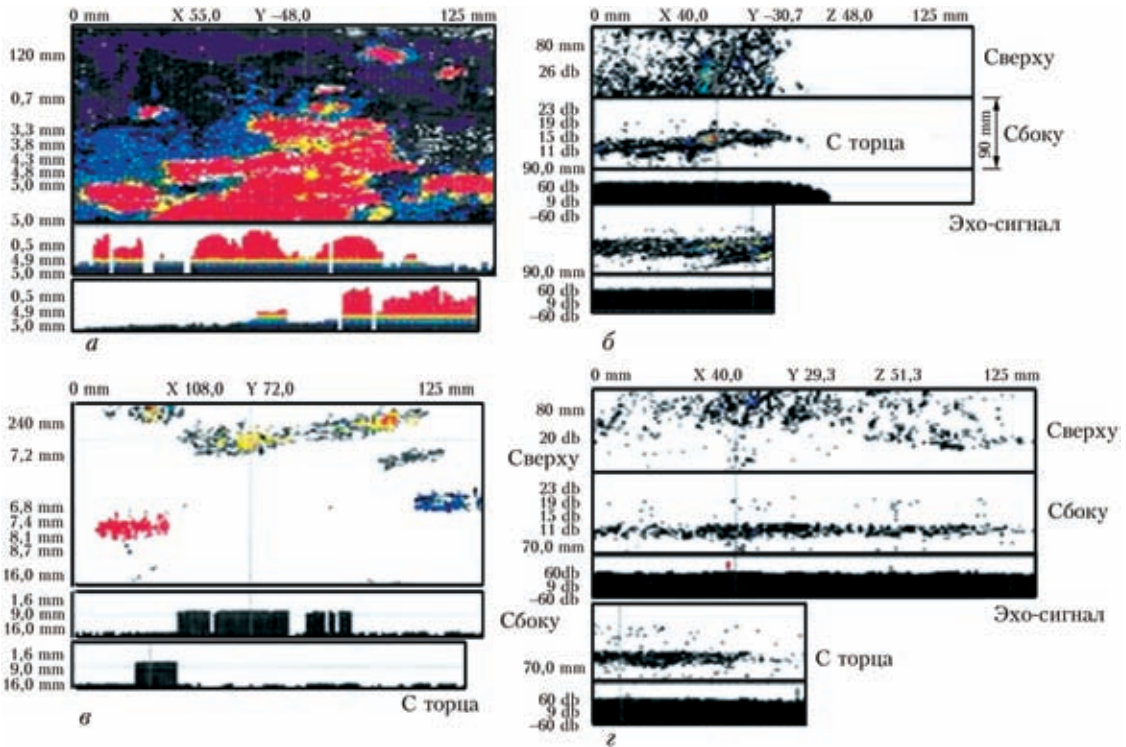 0 mm X 55,0 Y –48,0 125 mm
120 mm
0,7 mm
3,3 mm
3,8 mm
4,3 mm
4,8 mm
5,0 mm
5,0 mm
0,5 mm
4,9 mm
5,0 mm
0,5 mm
4,9 mm
5,0 mm
а
0 mm X 40,0 Y –30,7 Z 48,0 125 mm
80 mm
26 db
Сверху
23 db
19 db
15 db
11 db
90,0 mm
С торца
90 mm
Сбоку
60 db
9 db
–60 db
Эхо-сигнал
90,0 mm
60 db
9 db
–60 db
б
0 mm X 108,0 Y 72,0 125 mm
240 mm
7,2 mm
6,8 mm
7,4 mm
8,1 mm
8,7 mm
16,0 mm
Сверху
1,6 mm
9,0 mm
16,0 mm
Сбоку
1,6 mm
9,0 mm
16,0 mm
С торца
в
0 mm X 40,0 Y 29,3 Z 51,3 125 mm
80 mm
20 db
Сверху
23 db
19 db
15 db
11 db
70,0 mm
Сбоку
60db
9 db
–60 db
Эхо-сигнал
70,0 mm
С торца
60 db
9 db
–60 db
г